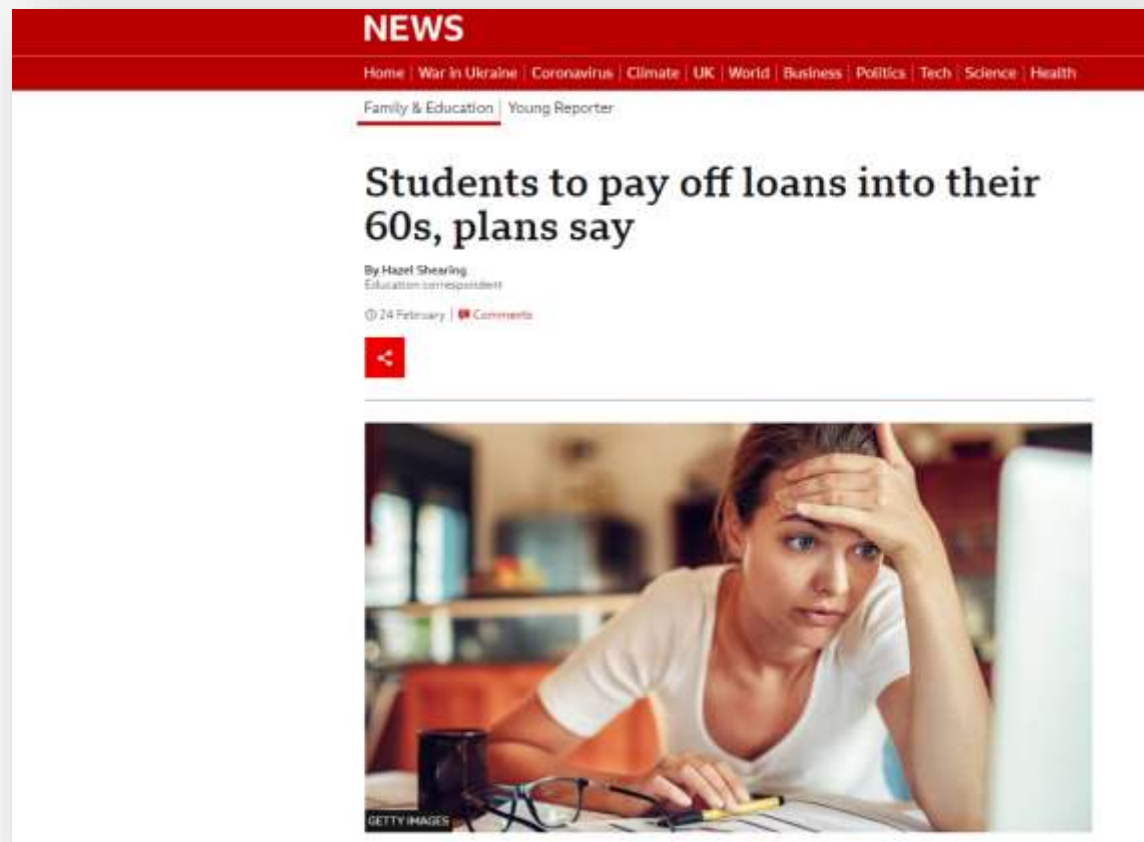 NEWS
Home | War in Ukraine | Coronavirus | Climate | UK | World | Business | Politics | Tech | Science | Health
Family & Education | Young Reporter
Students to pay off loans into their
60s, plans say
By Hazel Shearing
Education correspondent
24 February | Comments
GETTY IMAGES